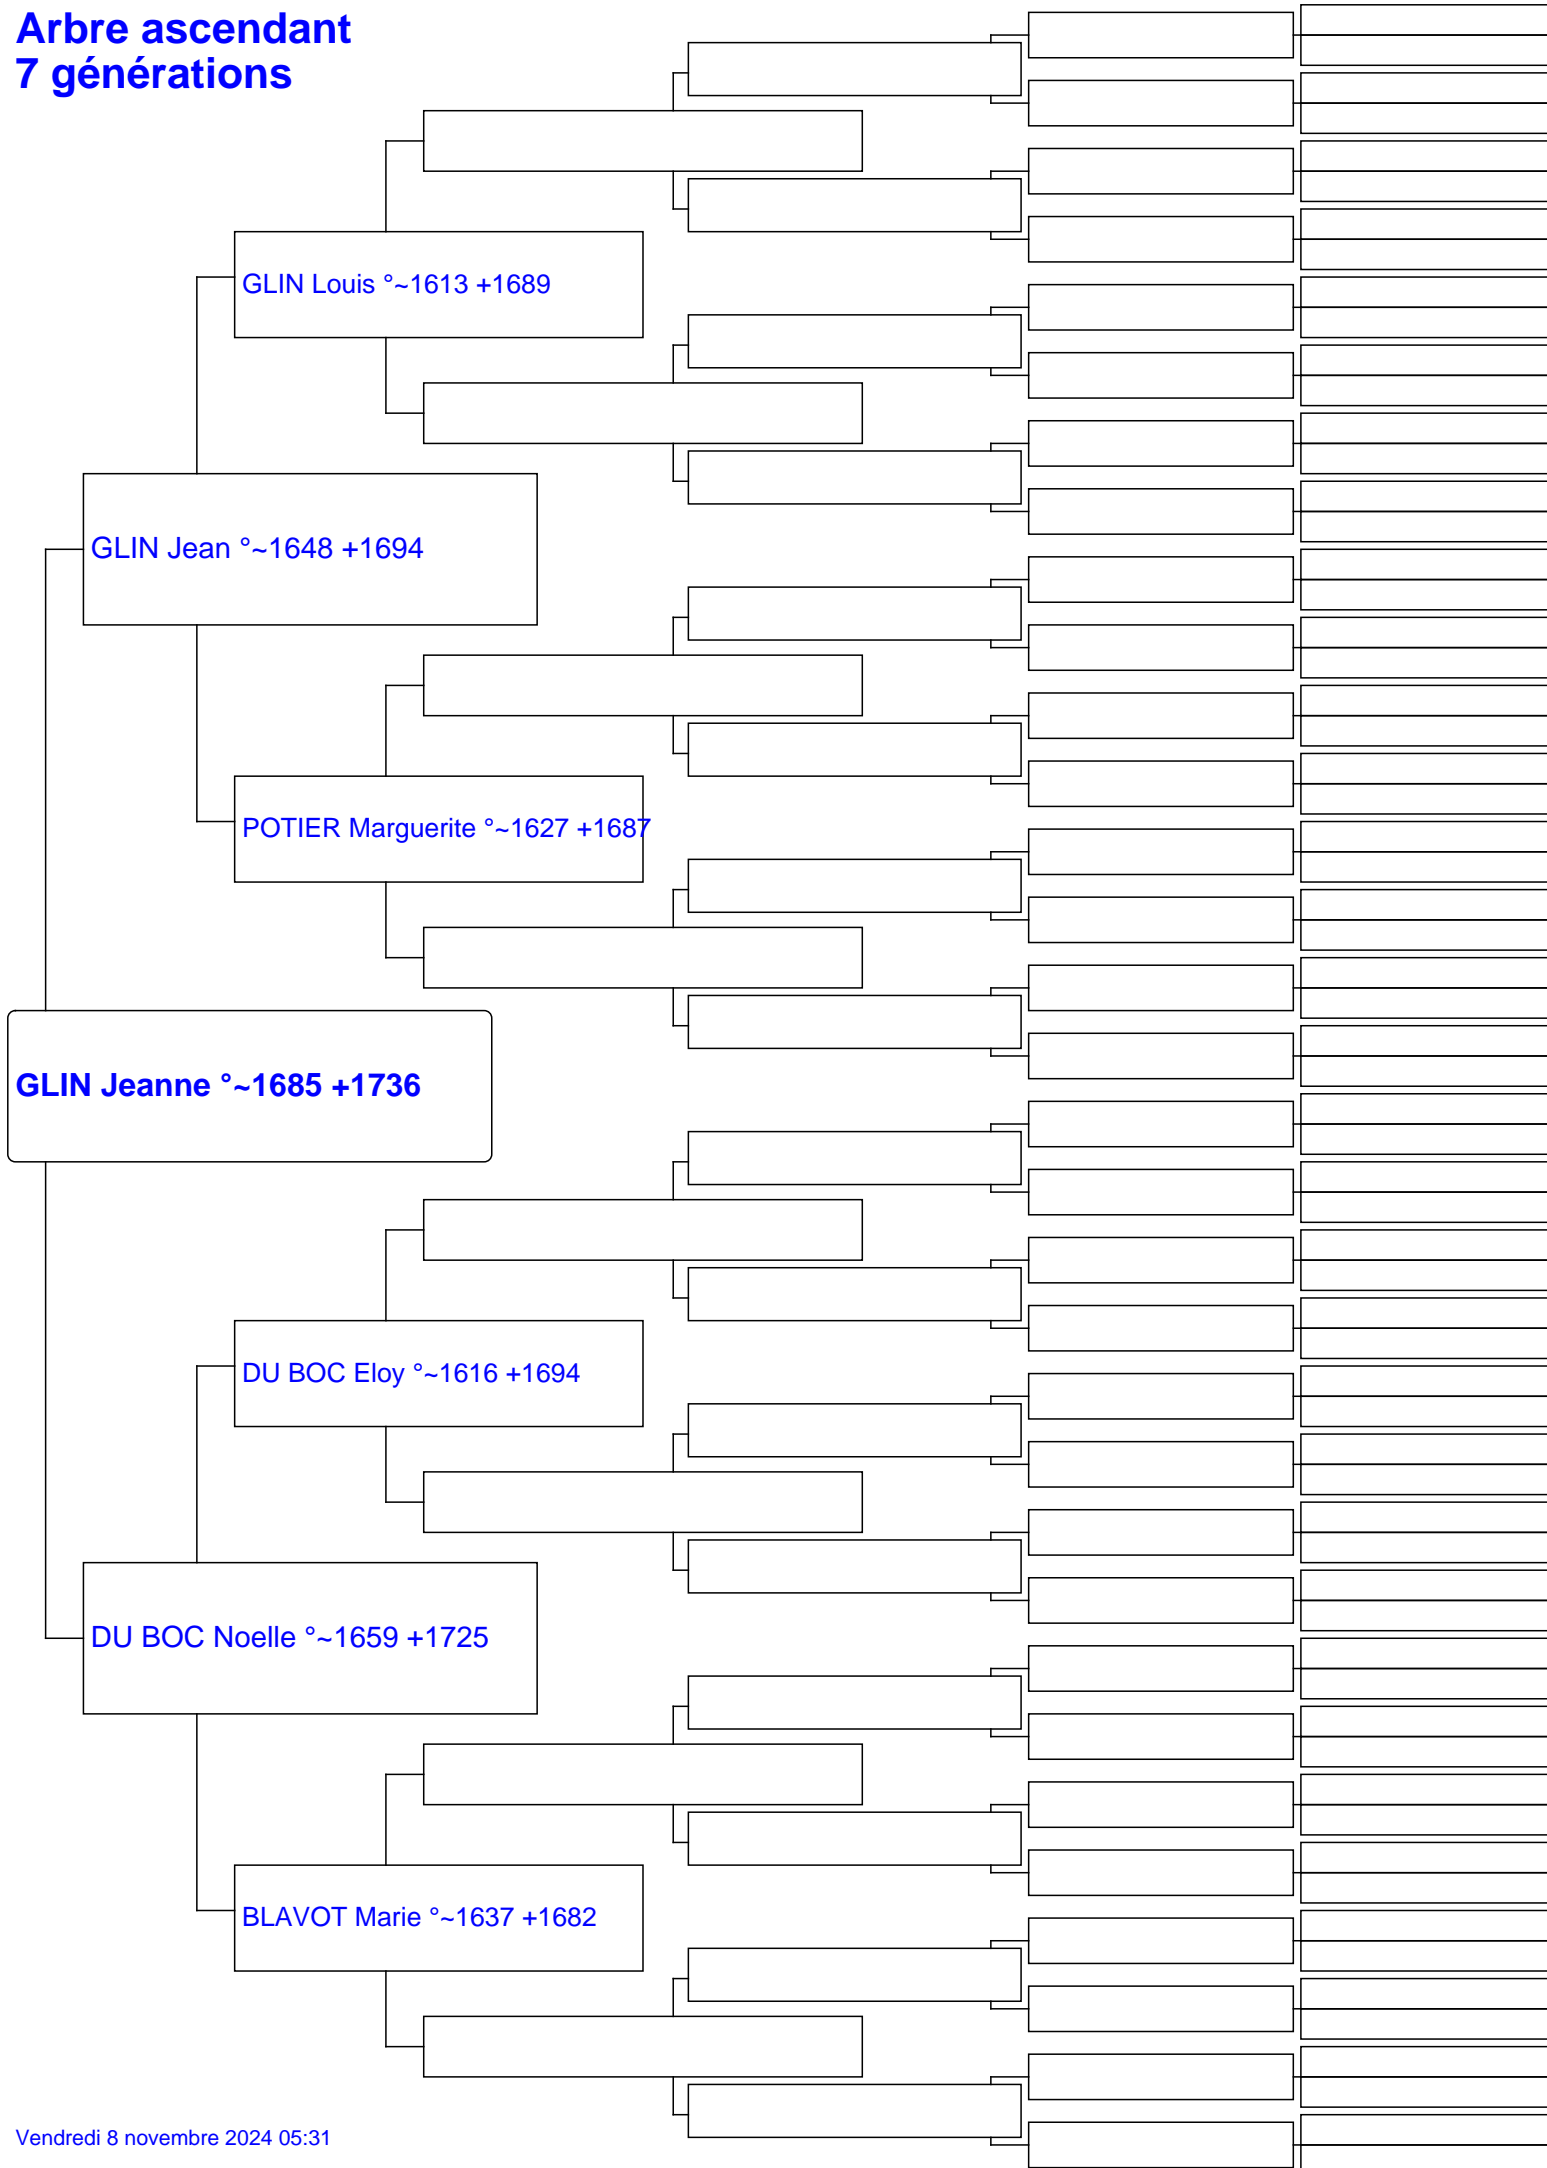 Arbre ascendant
7 générations
GLIN Louis °~1613 +1689
GLIN Jean °~1648 +1694
POTIER Marguerite °~1627 +1687
GLIN Jeanne °~1685 +1736
DU BOC Eloy °~1616 +1694
DU BOC Noelle °~1659 +1725
BLAVOT Marie °~1637 +1682
Vendredi 8 novembre 2024 05:31